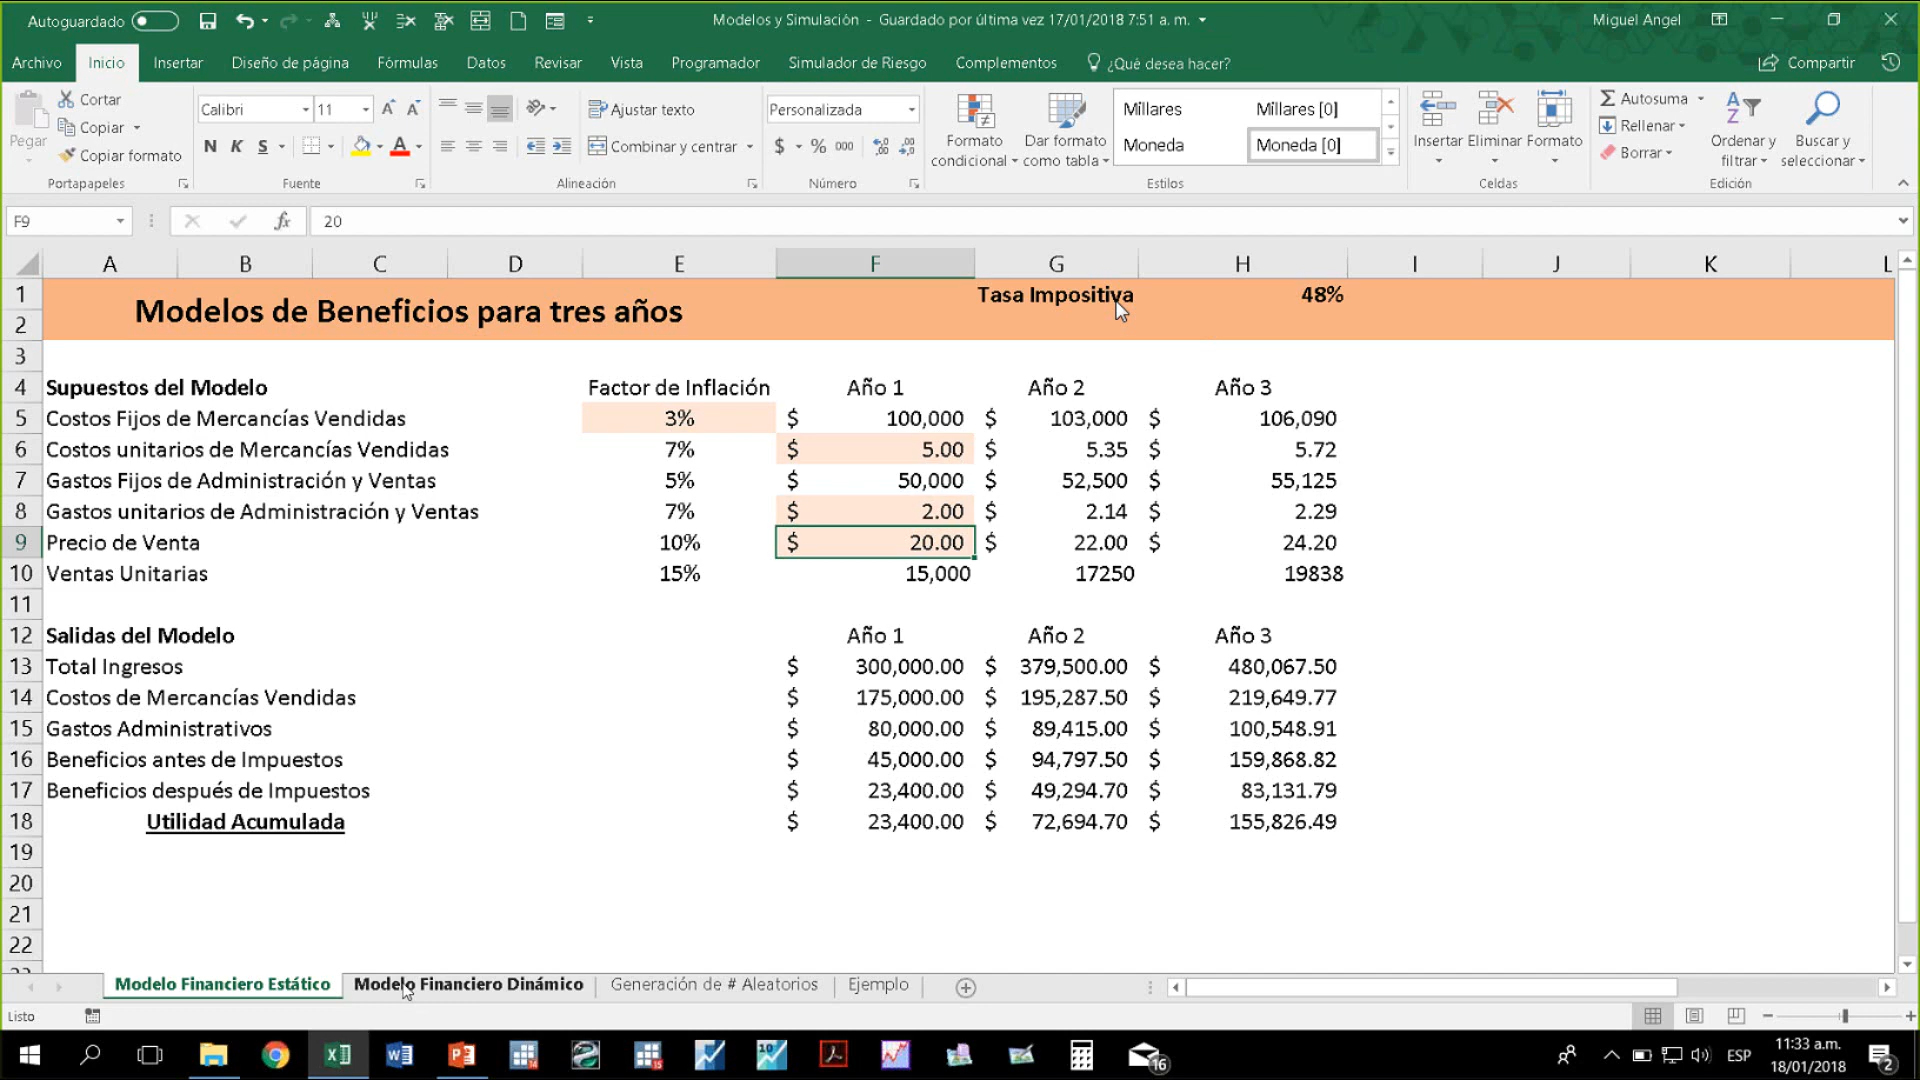 Autoguardado
Modelos y Simulación - Guardado por última vez 17/01/2018 7:51 a. m.
Miguel Angel
Archivo Inicio Insertar Diseño de página Fórmulas Datos Revisar Vista Programador Simulador de Riesgo Complementos ¿Qué desea hacer? Compartir
Pegar
Cortar
Copiar
Copiar formato
Portapapeles
Calibri 11
N K S
Fuente
Ajustar texto
Combinar y centrar
Alineación
Personalizada
$ % 000
Número
Formato condicional
Dar formato como tabla
Millares Millares [0]
Moneda Moneda [0]
Estilos
Insertar Eliminar Formato
Celdas
Autosuma
Rellenar
Borrar
Ordenar y filtrar
Buscar y seleccionar
Edición
F9 fx 20
A B C D E F G H I J K L
1 Modelos de Beneficios para tres años Tasa Impositiva 48%
2
3
4 Supuestos del Modelo Factor de Inflación Año 1 Año 2 Año 3
5 Costos Fijos de Mercancías Vendidas 3% $ 100,000 $ 103,000 $ 106,090
6 Costos unitarios de Mercancías Vendidas 7% $ 5.00 $ 5.35 $ 5.72
7 Gastos Fijos de Administración y Ventas 5% $ 50,000 $ 52,500 $ 55,125
8 Gastos unitarios de Administración y Ventas 7% $ 2.00 $ 2.14 $ 2.29
9 Precio de Venta 10% $ 20.00 $ 22.00 $ 24.20
10 Ventas Unitarias 15% 15,000 17250 19838
11
12 Salidas del Modelo Año 1 Año 2 Año 3
13 Total Ingresos $ 300,000.00 $ 379,500.00 $ 480,067.50
14 Costos de Mercancías Vendidas $ 175,000.00 $ 195,287.50 $ 219,649.77
15 Gastos Administrativos $ 80,000.00 $ 89,415.00 $ 100,548.91
16 Beneficios antes de Impuestos $ 45,000.00 $ 94,797.50 $ 159,868.82
17 Beneficios después de Impuestos $ 23,400.00 $ 49,294.70 $ 83,131.79
18 Utilidad Acumulada $ 23,400.00 $ 72,694.70 $ 155,826.49
19
20
21
22
Modelo Financiero Estático Modelo Financiero Dinámico Generación de # Aleatorios Ejemplo
Listo
16
ESP
11:33 a.m.
18/01/2018
2